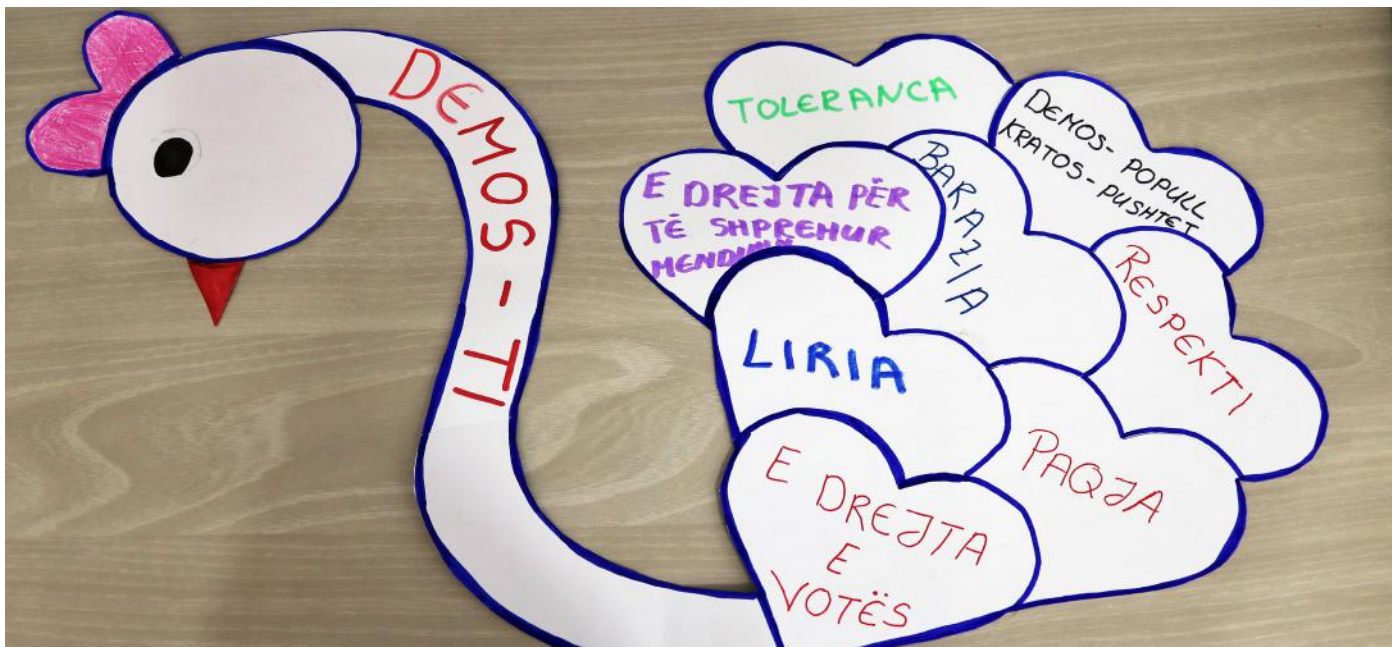 DEMOS-TI
TOLERANCA
DEMOS-POPULL
KRATOS-PUSHTET
E DREJTA PËR
TË SHPREHUR
BARAZIA
RESPEKTI
LIRIA
PAQJA
E DREJTA
E
VOTËS